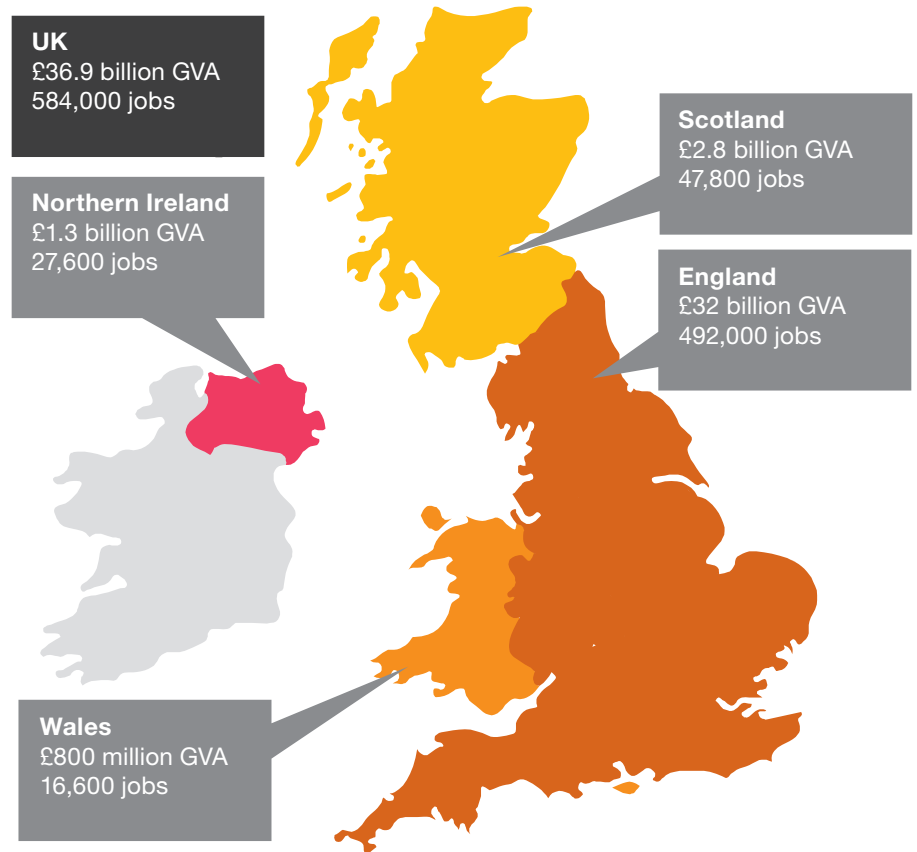 UK
£36.9 billion GVA
584,000 jobs
Northern Ireland
£1.3 billion GVA
27,600 jobs
Scotland
£2.8 billion GVA
47,800 jobs
England
£32 billion GVA
492,000 jobs
Wales
£800 million GVA
16,600 jobs